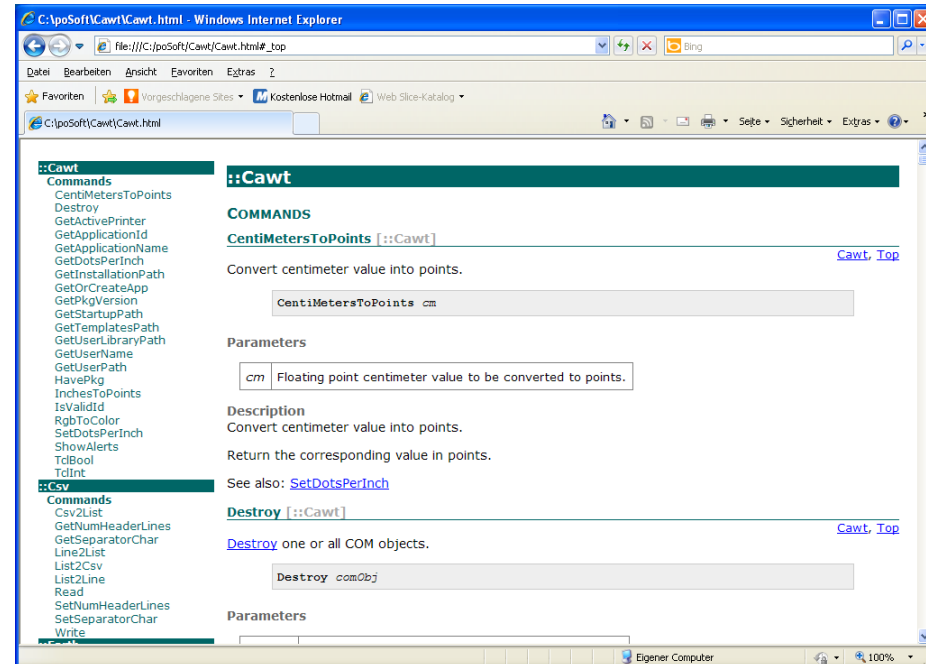 C:\poSoft\Cawt\Cawt.html - Windows Internet Explorer
file:///C:/poSoft/Cawt/Cawt.html#_top
Bing
Datei Bearbeiten Ansicht Favoriten Extras ?
Favoriten Vorgeschlagene Sites Kostenlose Hotmail Web Slice-Katalog
C:\poSoft\Cawt\Cawt.html
Seite Sicherheit Extras
::Cawt
Commands
CentiMetersToPoints
Destroy
GetActivePrinter
GetApplicationId
GetApplicationName
GetDotsPerInch
GetInstallationPath
GetOrCreateApp
GetPkgVersion
GetStartupPath
GetTemplatesPath
GetUserLibraryPath
GetUserName
GetUserPath
HavePkg
InchesToPoints
IsValidId
RgbToColor
SetDotsPerInch
ShowAlerts
TclBool
TclInt
::Csv
Commands
Csv2List
GetNumHeaderLines
GetSeparatorChar
Line2List
List2Csv
List2Line
Read
SetNumHeaderLines
SetSeparatorChar
Write
::Cawt
COMMANDS
CentiMetersToPoints [::Cawt]
Cawt, Top
Convert centimeter value into points.
CentiMetersToPoints cm
Parameters
cm Floating point centimeter value to be converted to points.
Description
Convert centimeter value into points.
Return the corresponding value in points.
See also: SetDotsPerInch
Destroy [::Cawt]
Cawt, Top
Destroy one or all COM objects.
Destroy comObj
Parameters
Eigener Computer
100%